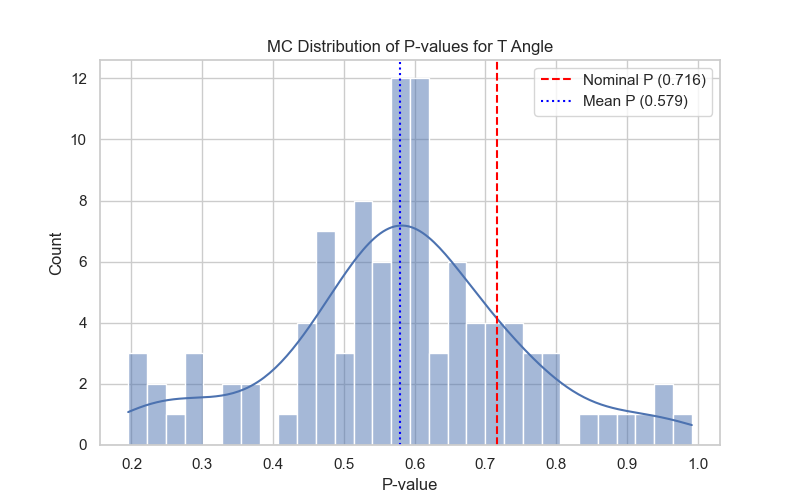 MC Distribution of P-values for T Angle
Nominal P (0.716)
Mean P (0.579)
Count
12
10
8
6
4
2
0
0.2 0.3 0.4 0.5 0.6 0.7 0.8 0.9 1.0
P-value